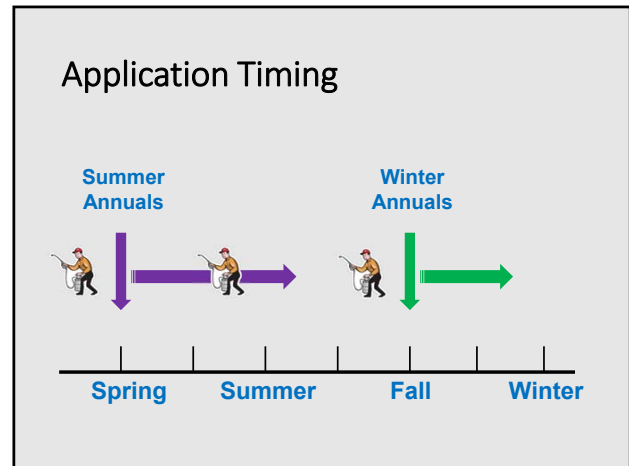 Application Timing
Summer
Annuals
Winter
Annuals
Spring
Summer
Fall
Winter